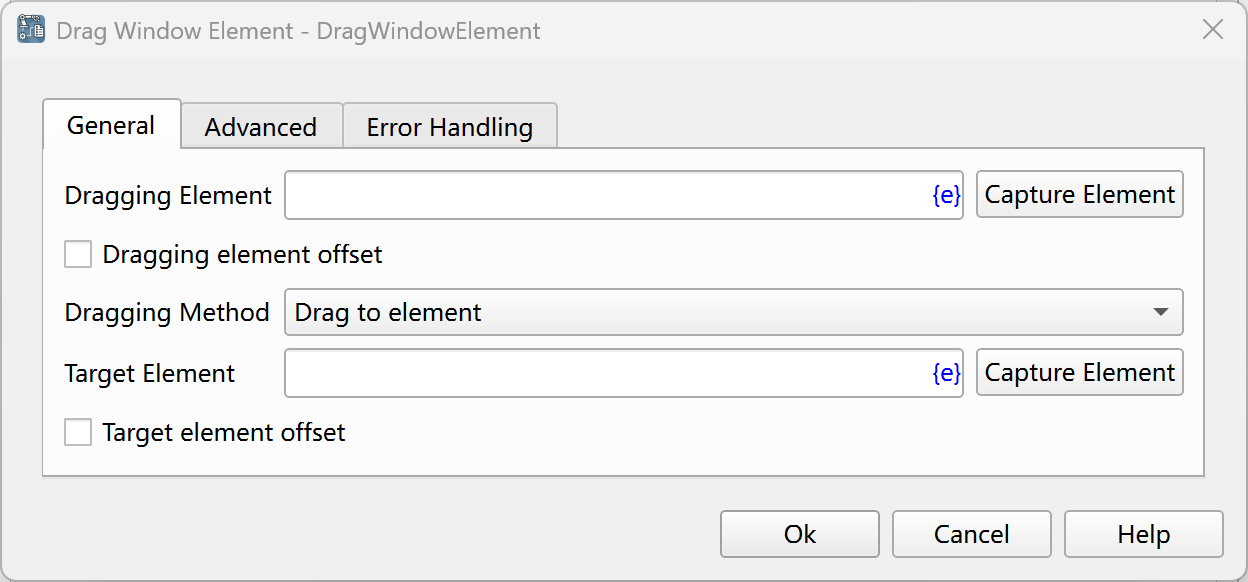 Drag Window Element - DragWindowElement
General Advanced Error Handling
Dragging Element {e} Capture Element
Dragging element offset
Dragging Method Drag to element
Target Element {e} Capture Element
Target element offset
Ok Cancel Help